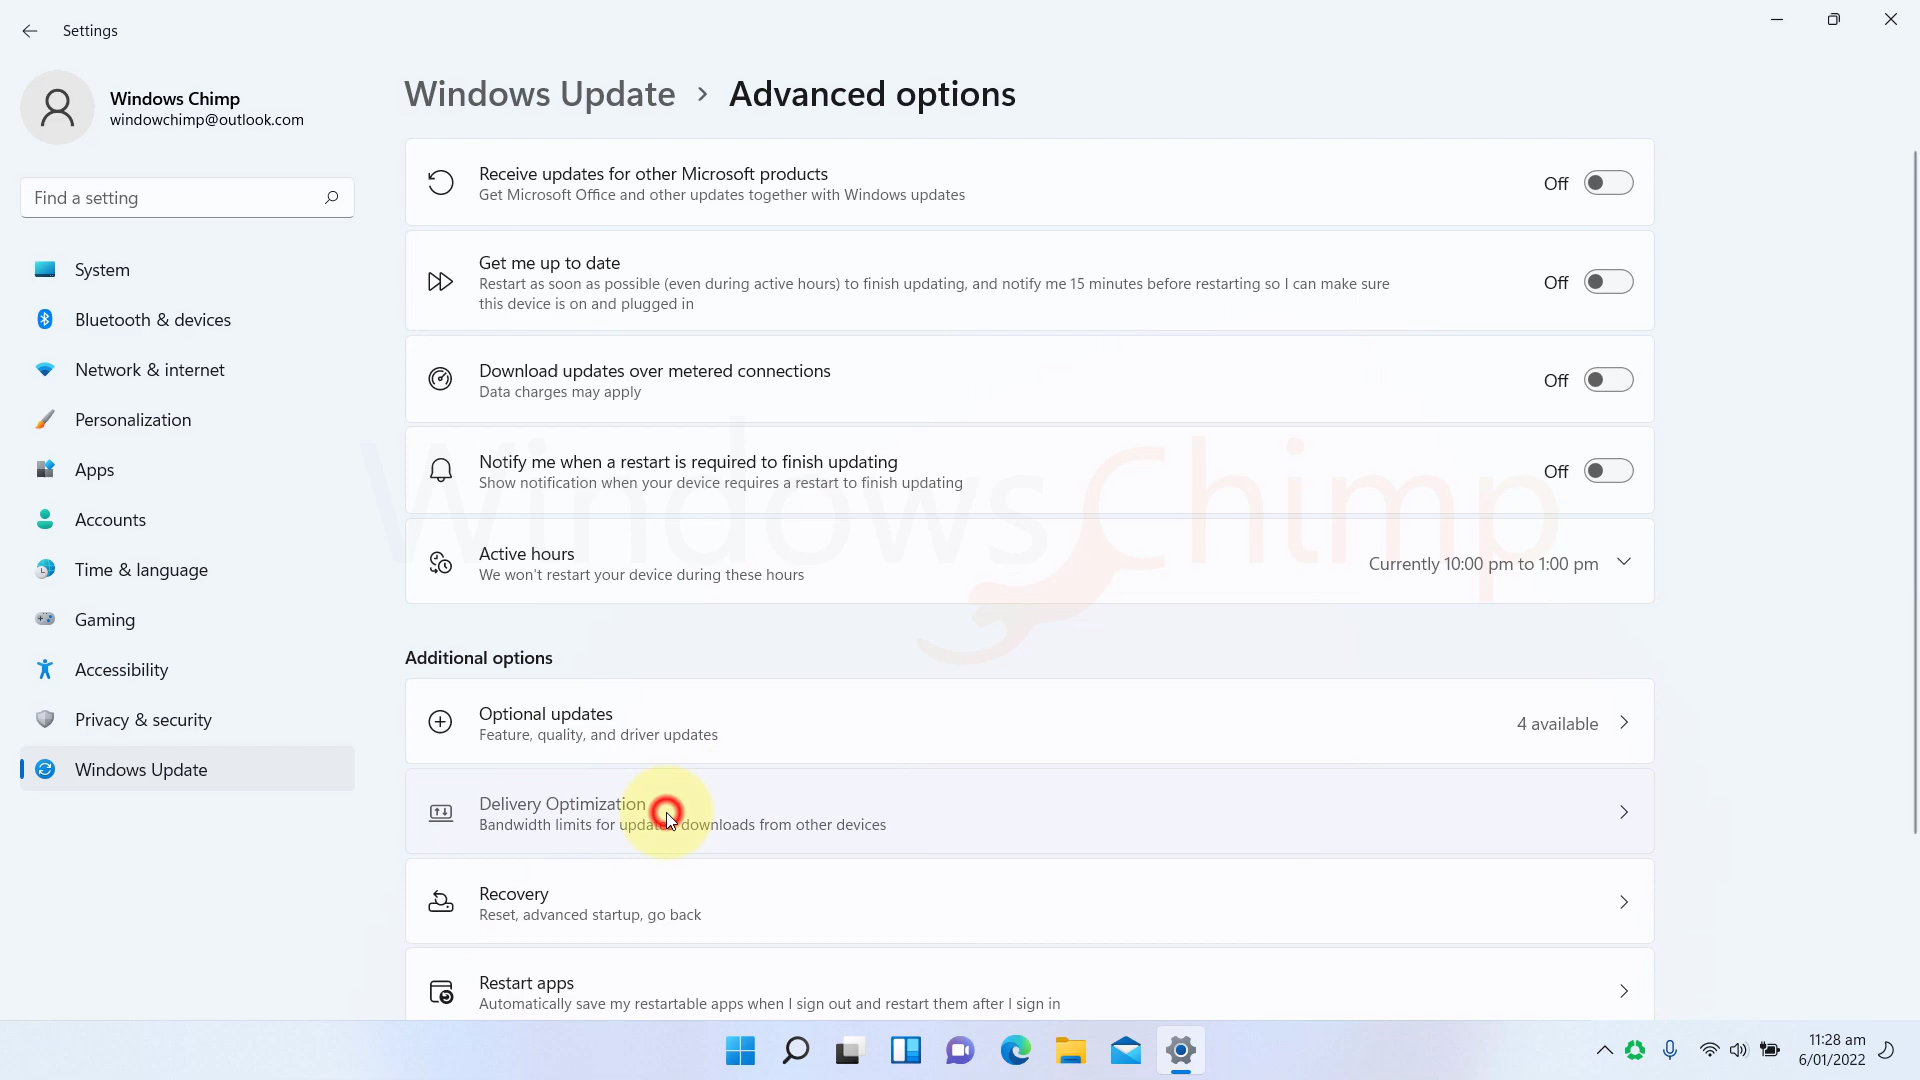 Settings
Windows Chimp
windowchimp@outlook.com
Find a setting
System
Bluetooth & devices
Network & internet
Personalization
Apps
Accounts
Time & language
Gaming
Accessibility
Privacy & security
Windows Update
Windows Update > Advanced options
Receive updates for other Microsoft products
Get Microsoft Office and other updates together with Windows updates
Off
Get me up to date
Restart as soon as possible (even during active hours) to finish updating, and notify me 15 minutes before restarting so I can make sure
this device is on and plugged in
Off
Download updates over metered connections
Data charges may apply
Off
Notify me when a restart is required to finish updating
Show notification when your device requires a restart to finish updating
Off
Windows Chimp
Active hours
We won't restart your device during these hours
Currently 10:00 pm to 1:00 pm
Additional options
Optional updates
Feature, quality, and driver updates
4 available
Delivery Optimization
Bandwidth limits for update downloads from other devices
Recovery
Reset, advanced startup, go back
Restart apps
Automatically save my restartable apps when I sign out and restart them after I sign in
11:28 am
6/01/2022